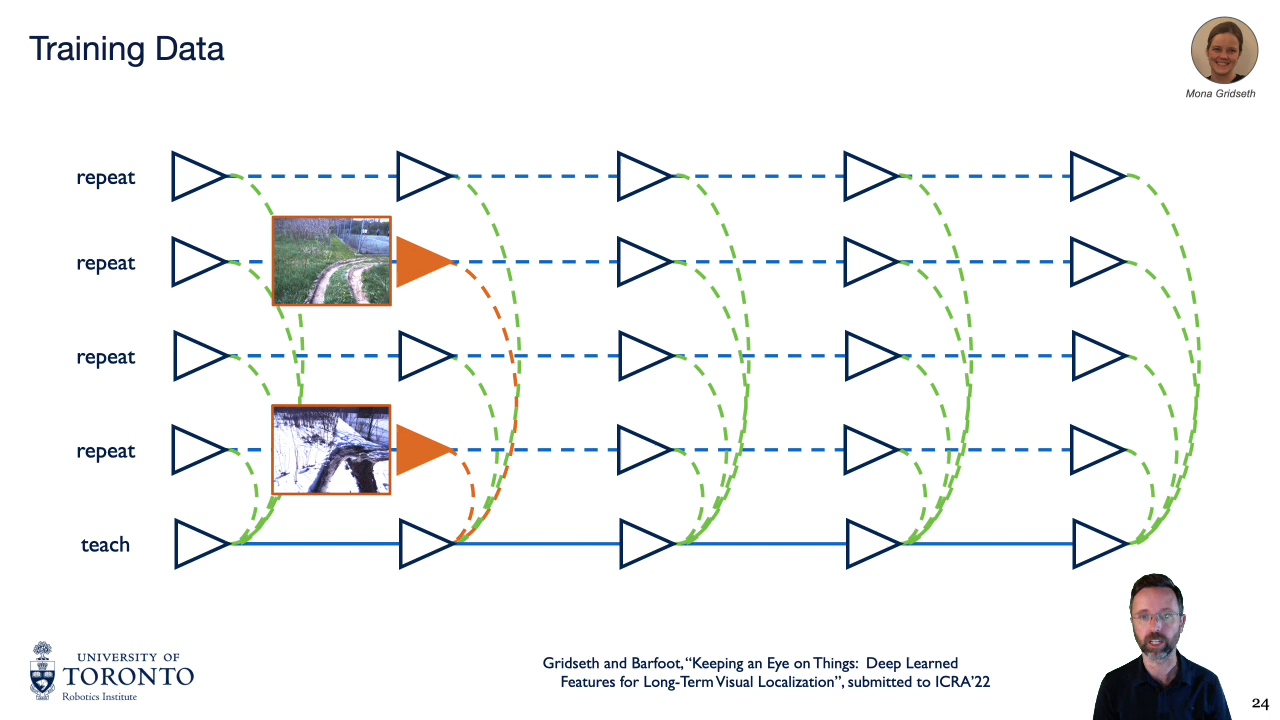 Training Data
Mona Gridseth
repeat
repeat
repeat
repeat
teach
UNIVERSITY OF
TORONTO
Robotics Institute
Gridseth and Barfoot, “Keeping an Eye on Things: Deep Learned
Features for Long-Term Visual Localization”, submitted to ICRA’22
24